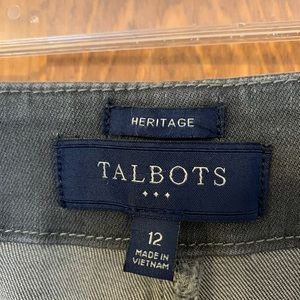 HERITAGE
TALBOTS
12
MADE IN
VIETNAM